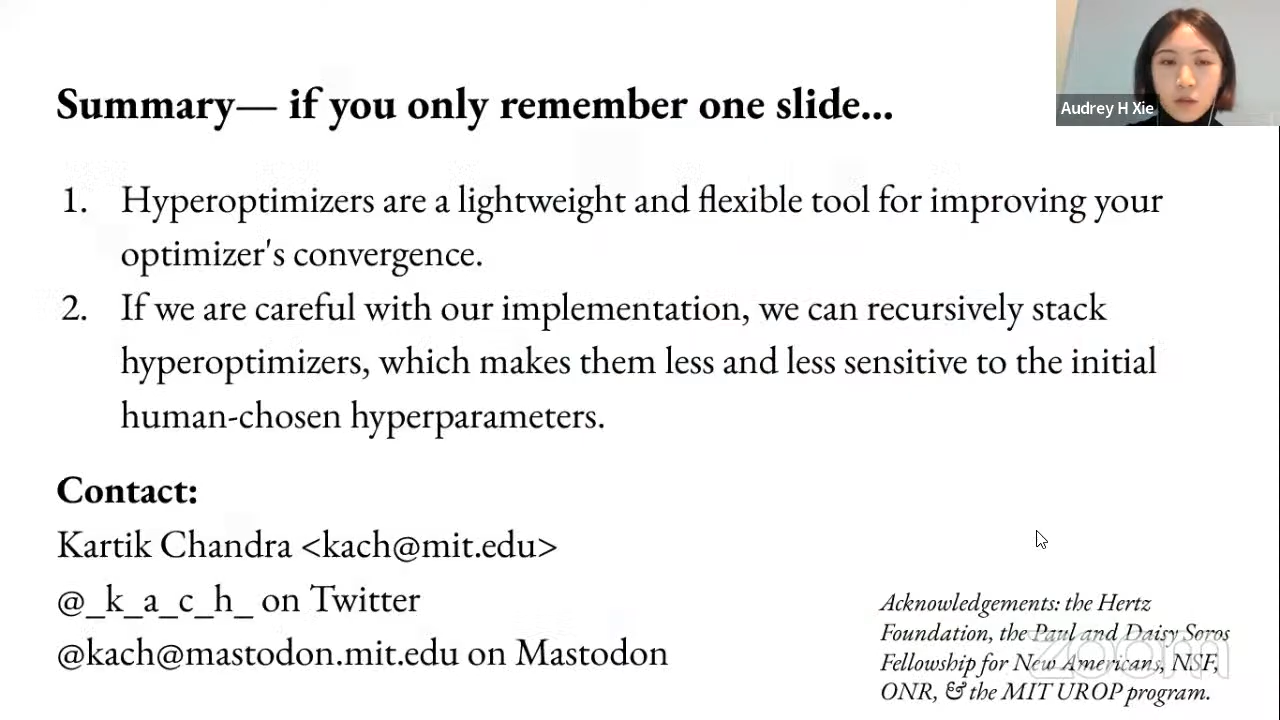 Summary— if you only remember one slide...
Audrey H Xie
1. Hyperoptimizers are a lightweight and flexible tool for improving your
optimizer's convergence.
2. If we are careful with our implementation, we can recursively stack
hyperoptimizers, which makes them less and less sensitive to the initial
human-chosen hyperparameters.
Contact:
Kartik Chandra <kach@mit.edu>
@_k_a_c_h_ on Twitter
@kach@mastodon.mit.edu on Mastodon
Acknowledgements: the Hertz
Foundation, the Paul and Daisy Soros
Fellowship for New Americans, NSF,
ONR, & the MIT UROP program.
zoom